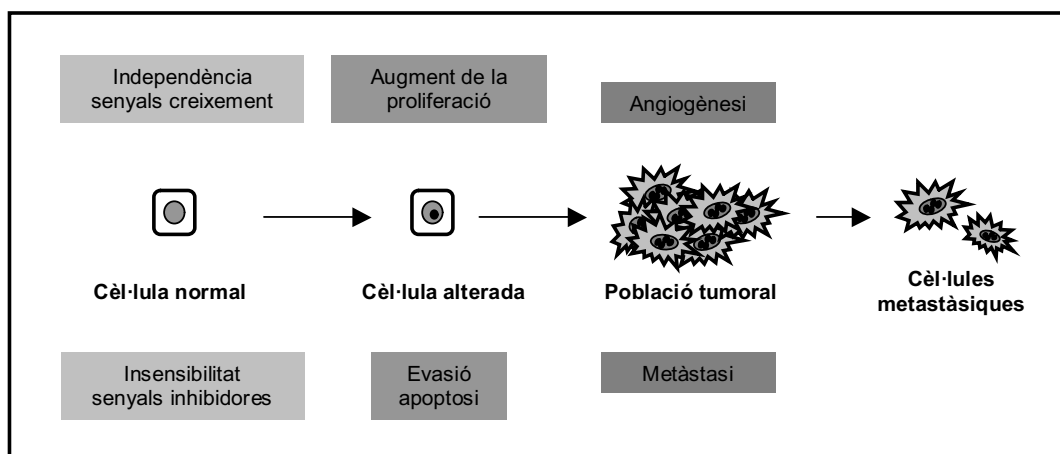 Independència
senyals creixement
Augment de la
proliferació
Angiogènesi
Cèl·lula normal
Cèl·lula alterada
Població tumoral
Cèl·lules
metastàsiques
Insensibilitat
senyals inhibidores
Evasió
apoptosi
Metàstasi